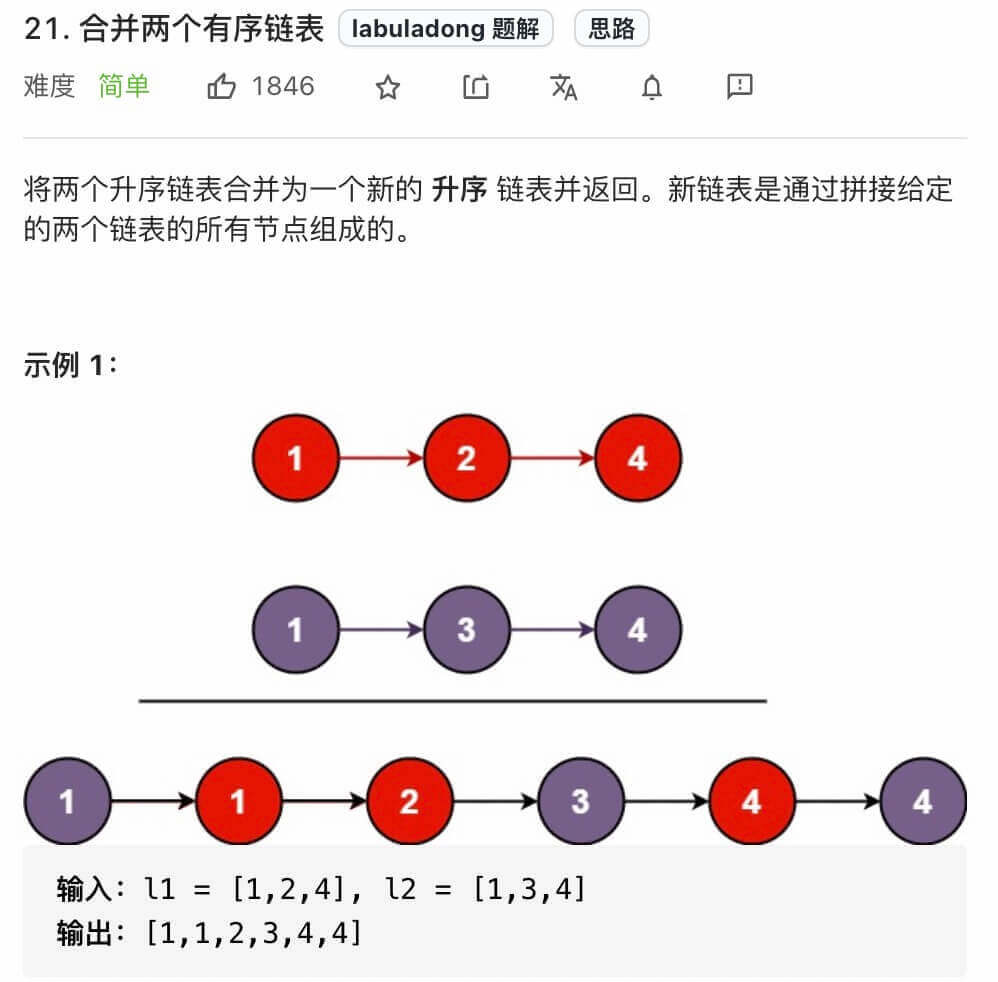 21. 合并两个有序链表 labuladong 题解 思路
难度 简单 1846
将两个升序链表合并为一个新的 升序 链表并返回。新链表是通过拼接给定
的两个链表的所有节点组成的。
示例 1：
1 2 4
1 3 4
1 1 2 3 4 4
输入：l1 = [1,2,4], l2 = [1,3,4]
输出：[1,1,2,3,4,4]